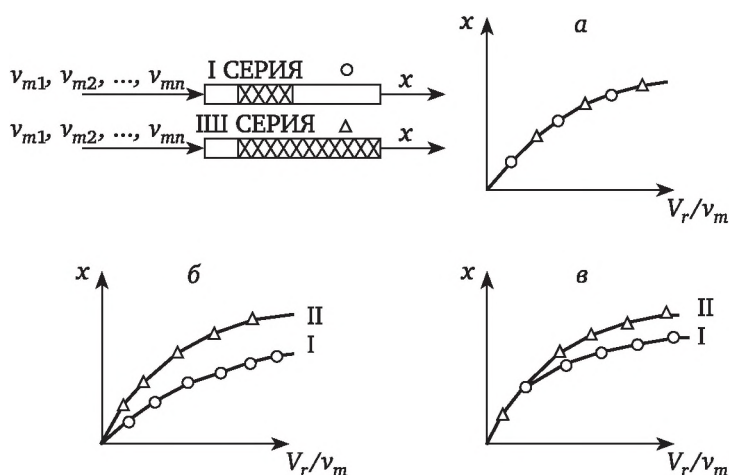 I СЕРИЯ
v_{m1}, v_{m2}, ..., v_{mn}
x
IIII СЕРИЯ
v_{m1}, v_{m2}, ..., v_{mn}
x
x
а
V_r/v_m
x
б
II
I
V_r/v_m
x
в
II
I
V_r/v_m